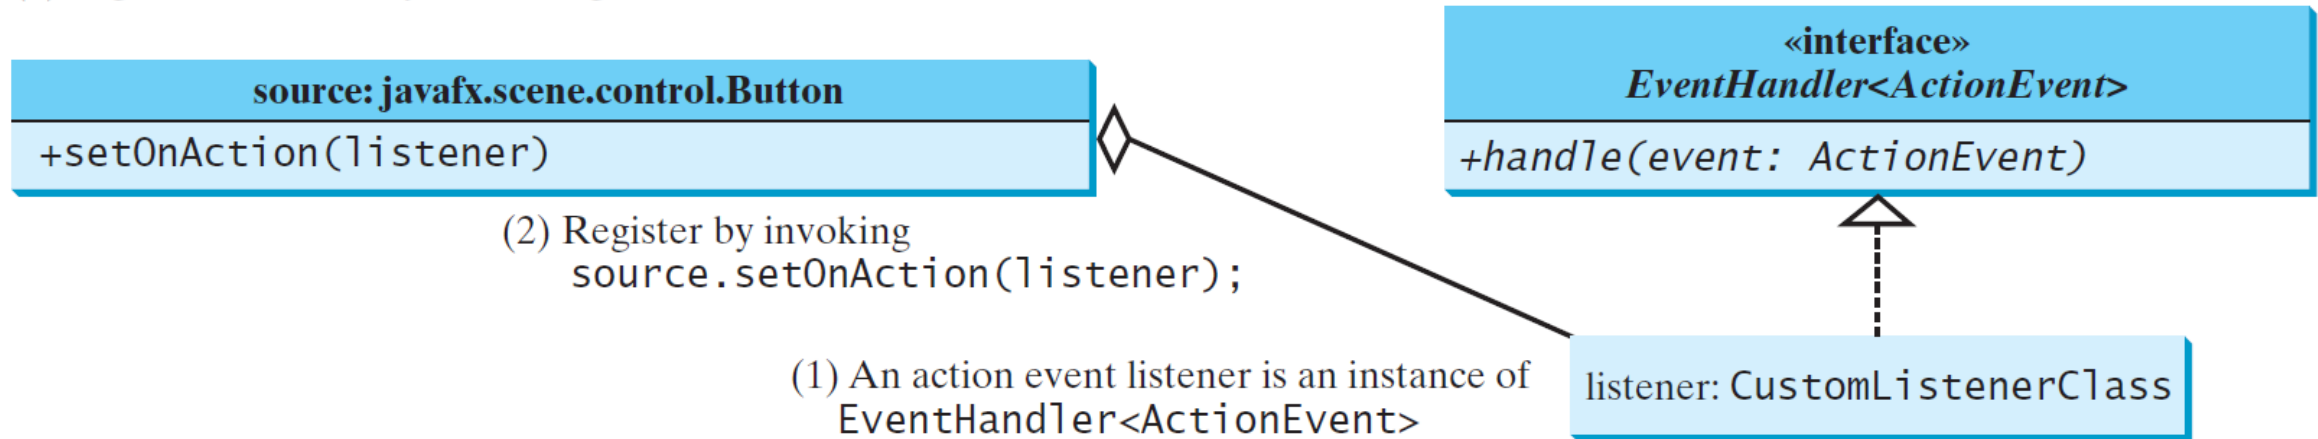 source: javafx.scene.control.Button
+setOnAction(listener)
«interface»
EventHandler<ActionEvent>
+handle(event: ActionEvent)
(2) Register by invoking
source.setOnAction(listener);
(1) An action event listener is an instance of
EventHandler<ActionEvent>
listener: CustomListenerClass